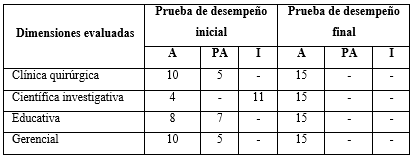 Dimensiones evaluadas Prueba de desempeño inicial Prueba de desempeño final
A PA I A PA I
Clínica quirúrgica 10 5 - 15 - -
Científica investigativa 4 - 11 15 - -
Educativa 8 7 - 15 - -
Gerencial 10 5 - 15 - -